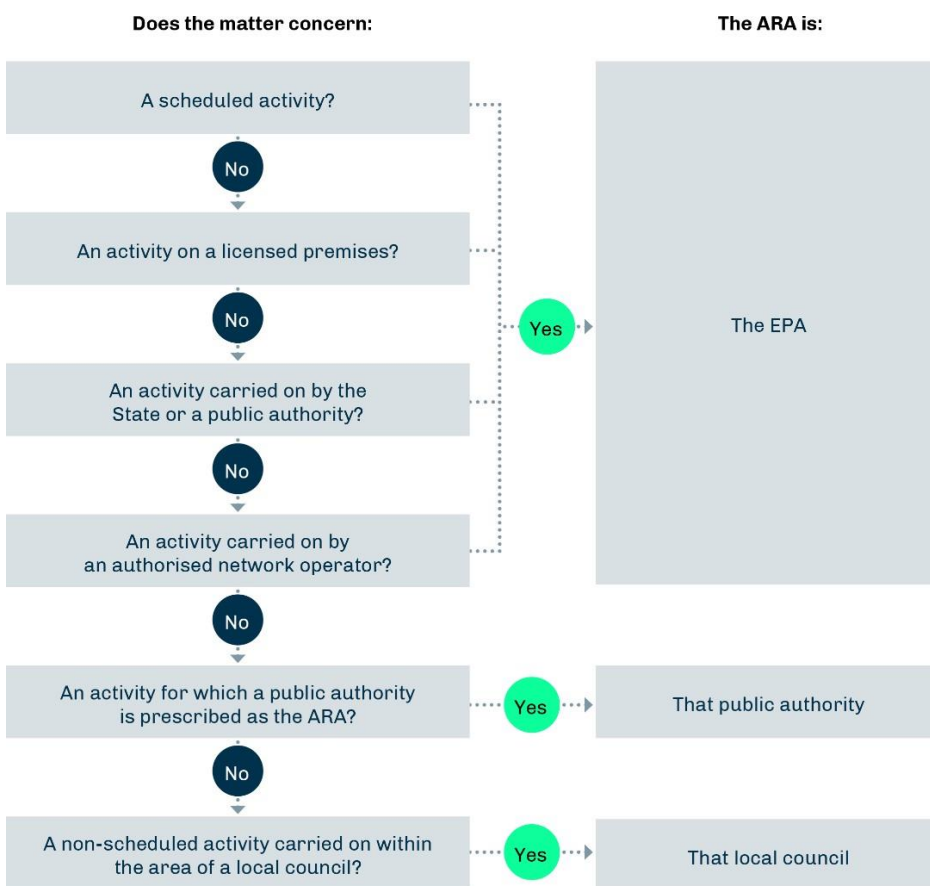 Does the matter concern:
The ARA is:
A scheduled activity?
No
An activity on a licensed premises?
No
Yes
The EPA
An activity carried on by the
State or a public authority?
No
An activity carried on by
an authorised network operator?
No
An activity for which a public authority
is prescribed as the ARA?
Yes
That public authority
No
A non-scheduled activity carried on within
the area of a local council?
Yes
That local council